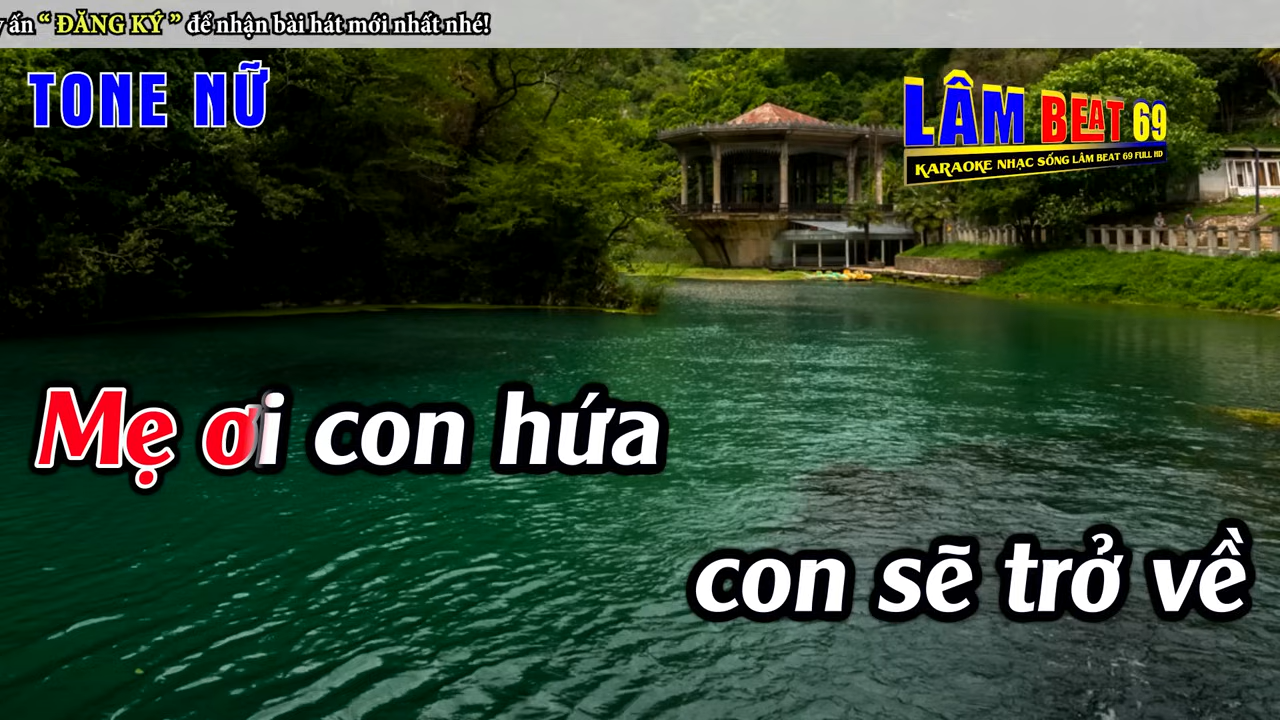 ấn “ ĐĂNG KÝ ” để nhận bài hát mới nhất nhé!
TONE NỮ
LÂM BEAT 69
KARAOKE NHẠC SỐNG LÂM BEAT 69 FULL HD
Mẹ ơi con hứa
con sẽ trở về